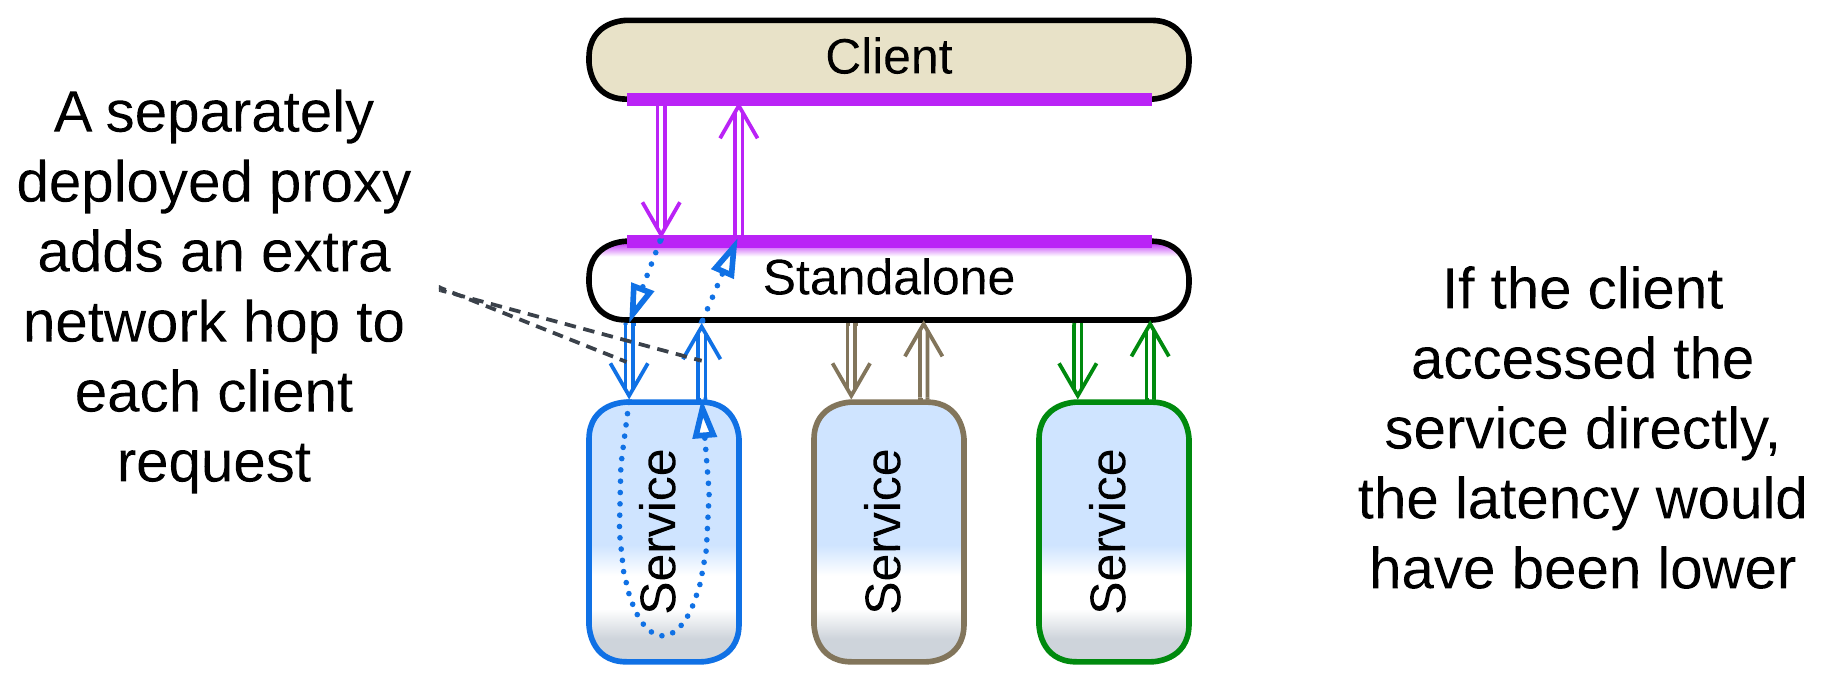 Client
A separately
deployed proxy
adds an extra
network hop to
each client
request
Standalone
If the client
accessed the
service directly,
the latency would
have been lower
Service
Service
Service